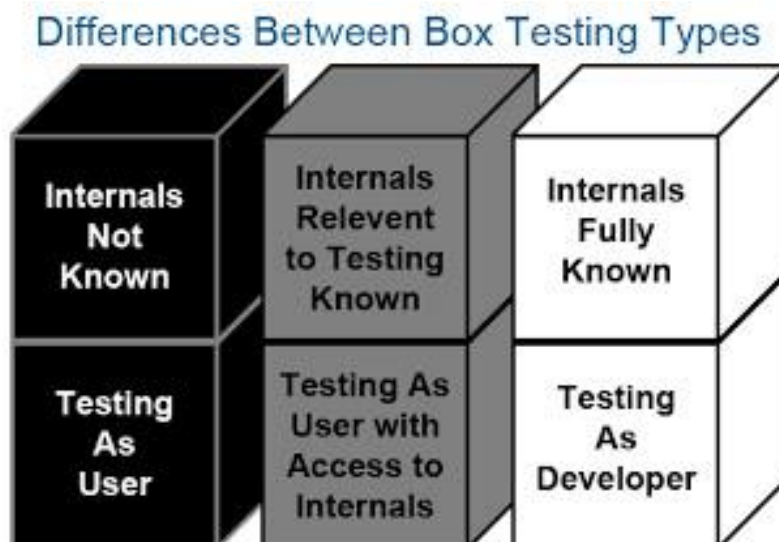 Differences Between Box Testing Types
Internals
Not
Known
Internals
Relevent
to Testing
Known
Internals
Fully
Known
Testing
As
User
Testing As
User with
Access to
Internals
Testing
As
Developer